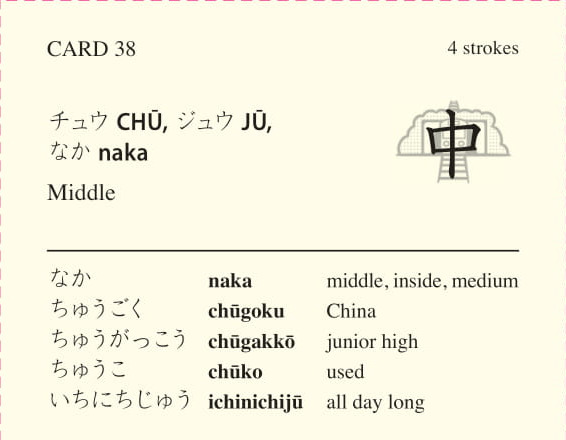 CARD 38 4 strokes
チュウ CHŪ, ジュウ JŪ,
なか naka
中
Middle
なか naka middle, inside, medium
ちゅうごく chūgoku China
ちゅうがっこう chūgakkō junior high
ちゅうこ chūko used
いちにちじゅう ichinichijū all day long